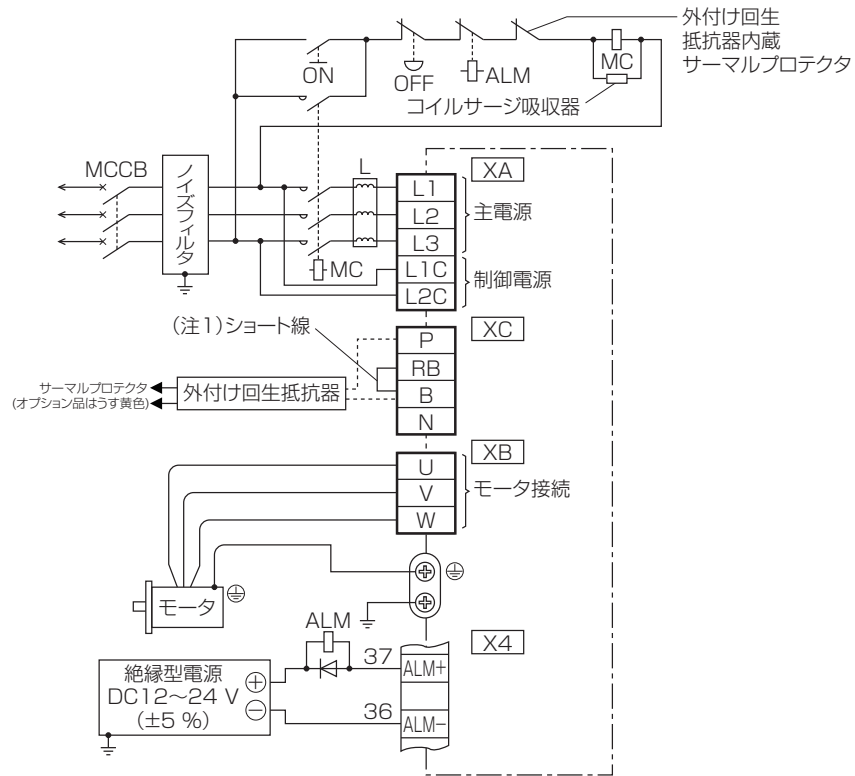 外付け回生
抵抗器内蔵
サーマルプロテクタ
ON
OFF
ALM
MC
コイルサージ吸収器
MCCB
ノイズフィルタ
L
XA
L1
L2
L3
主電源
MC
L1C
L2C
制御電源
(注1)ショート線
XC
P
RB
B
N
サーマルプロテクタ
(オプション品はうす黄色)
外付け回生抵抗器
XB
U
V
W
モータ接続
モータ
ALM
X4
絶縁型電源
DC12～24 V
(±5 %)
37
ALM+
36
ALM−